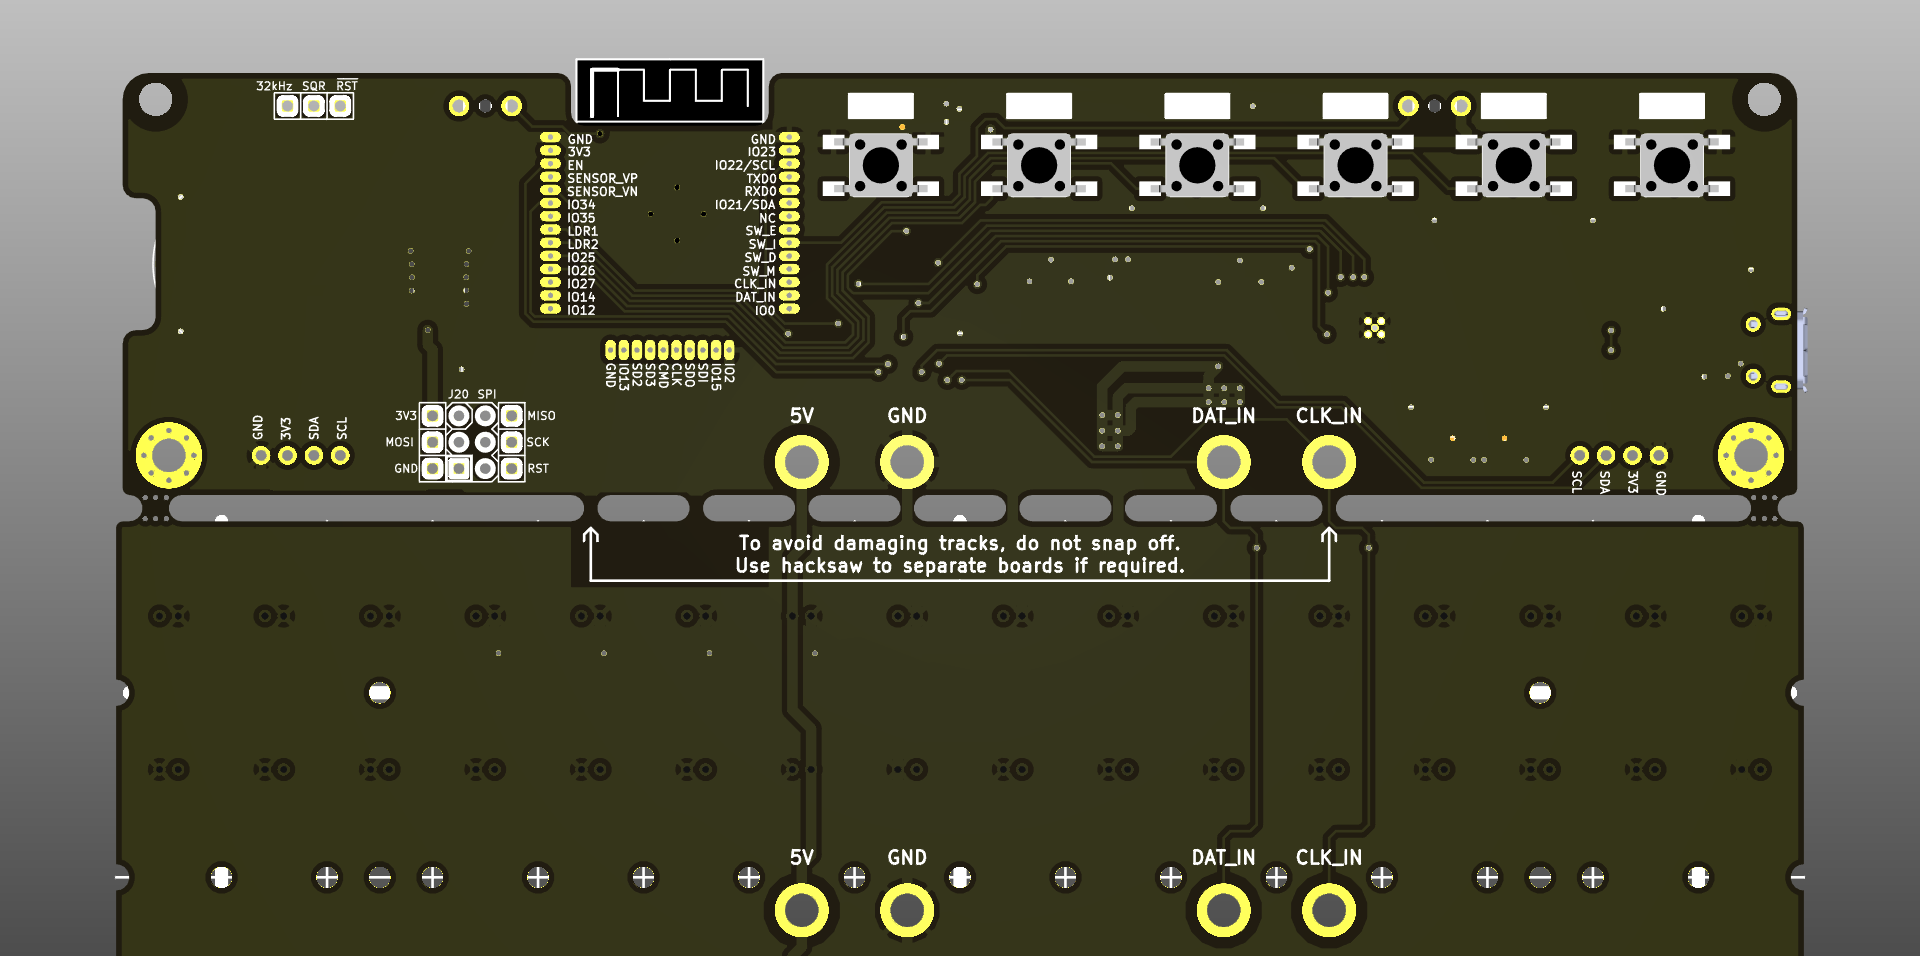 32kHz SQR RST
GND
3V3
EN
SENSOR_VP
SENSOR_VN
IO34
IO35
LDR1
LDR2
IO25
IO26
IO27
IO14
IO12
GND
IO23
IO22/SCL
TXD0
RXD0
IO21/SDA
NC
SW_E
SW_I
SW_D
SW_M
CLK_IN
DAT_IN
IO0
GND
IO13
SD2
SD3
CMD
CLK
SD0
SDI
IO15
IO2
GND
3V3
SDA
SCL
J20 SPI
3V3 MISO
MOSI SCK
GND RST
5V GND DAT_IN CLK_IN
SCL
SDA
3V3
GND
To avoid damaging tracks, do not snap off.
Use hacksaw to separate boards if required.
5V GND DAT_IN CLK_IN